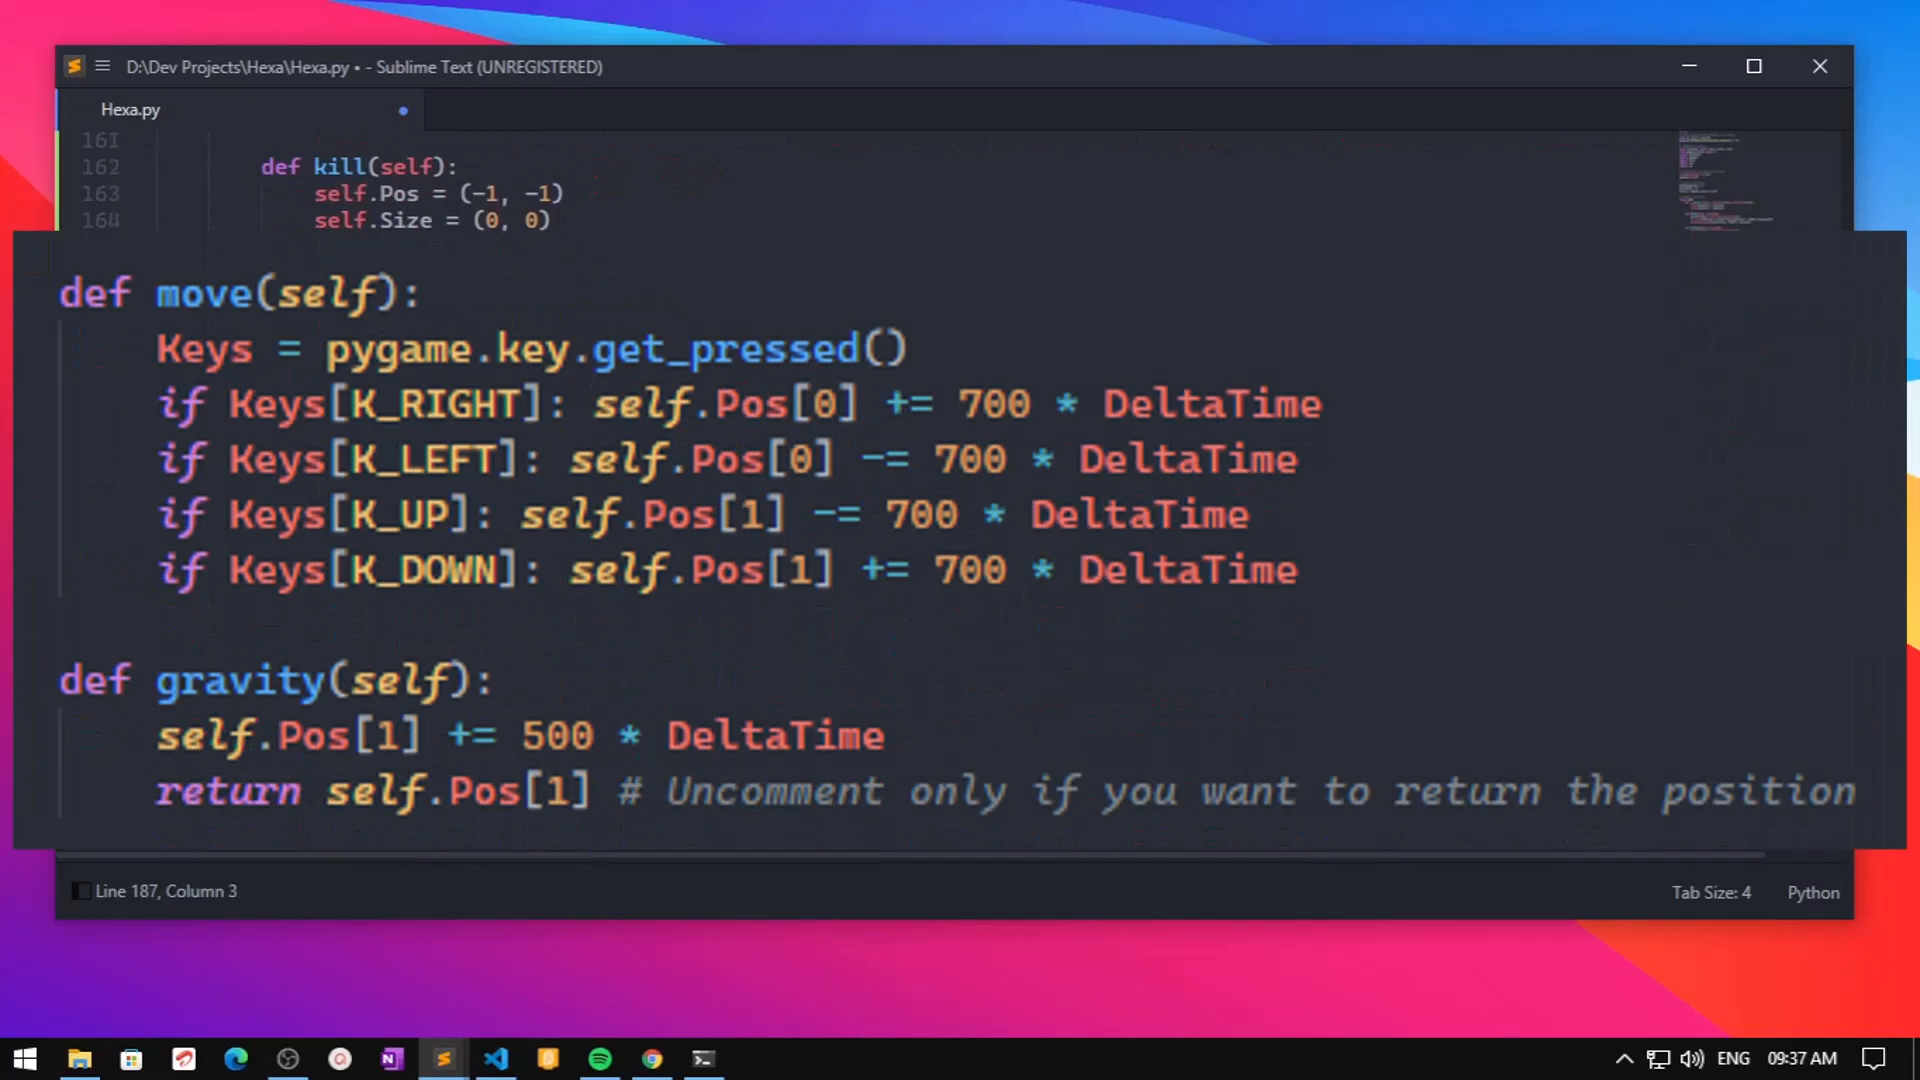 D:\Dev Projects\Hexa\Hexa.py • - Sublime Text (UNREGISTERED)
Hexa.py
161
162 def kill(self):
163 self.Pos = (-1, -1)
164 self.Size = (0, 0)
def move(self):
Keys = pygame.key.get_pressed()
if Keys[K_RIGHT]: self.Pos[0] += 700 * DeltaTime
if Keys[K_LEFT]: self.Pos[0] -= 700 * DeltaTime
if Keys[K_UP]: self.Pos[1] -= 700 * DeltaTime
if Keys[K_DOWN]: self.Pos[1] += 700 * DeltaTime
def gravity(self):
self.Pos[1] += 500 * DeltaTime
return self.Pos[1] # Uncomment only if you want to return the position
Line 187, Column 3
Tab Size: 4 Python
ENG 09:37 AM